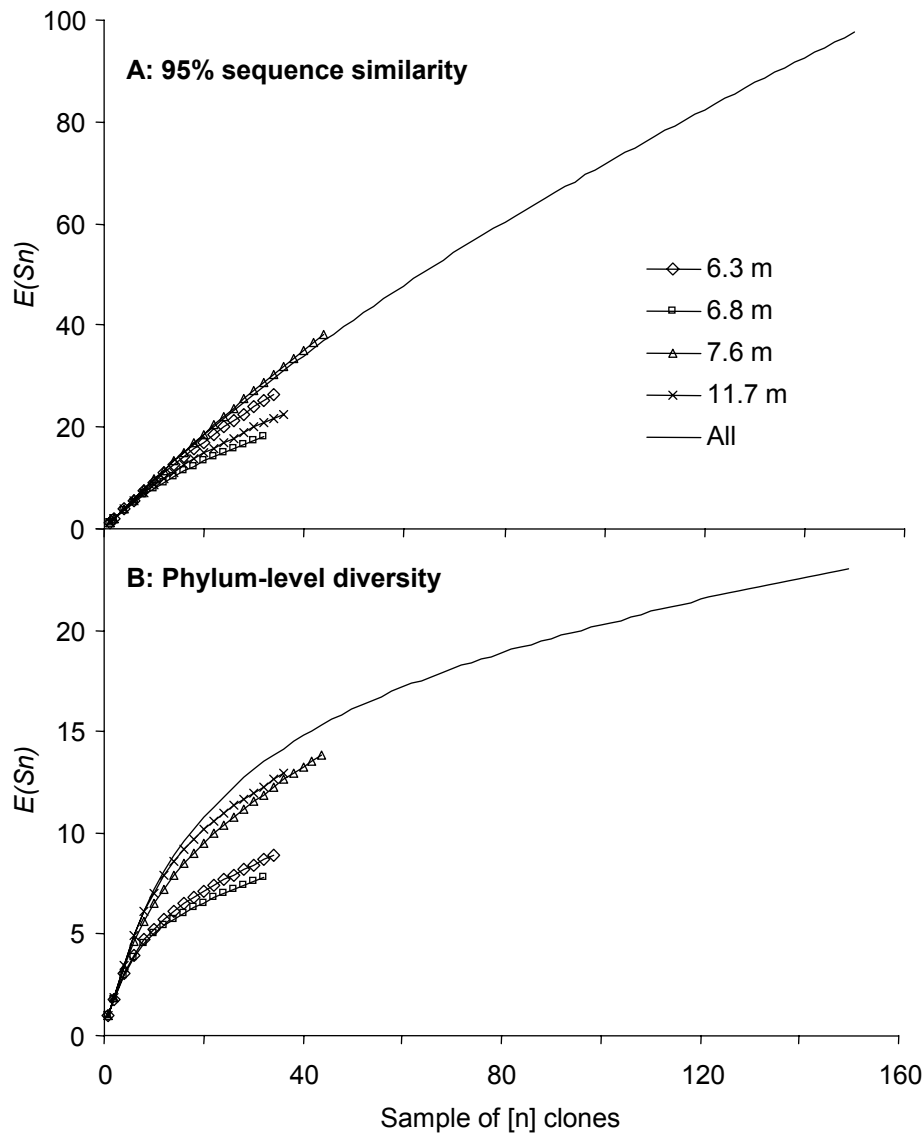 100
A: 95% sequence similarity
80
60
E(Sn)
40
20
0
6.3 m
6.8 m
7.6 m
11.7 m
All
B: Phylum-level diversity
20
15
E(Sn)
10
5
0
0 40 80 120 160
Sample of [n] clones